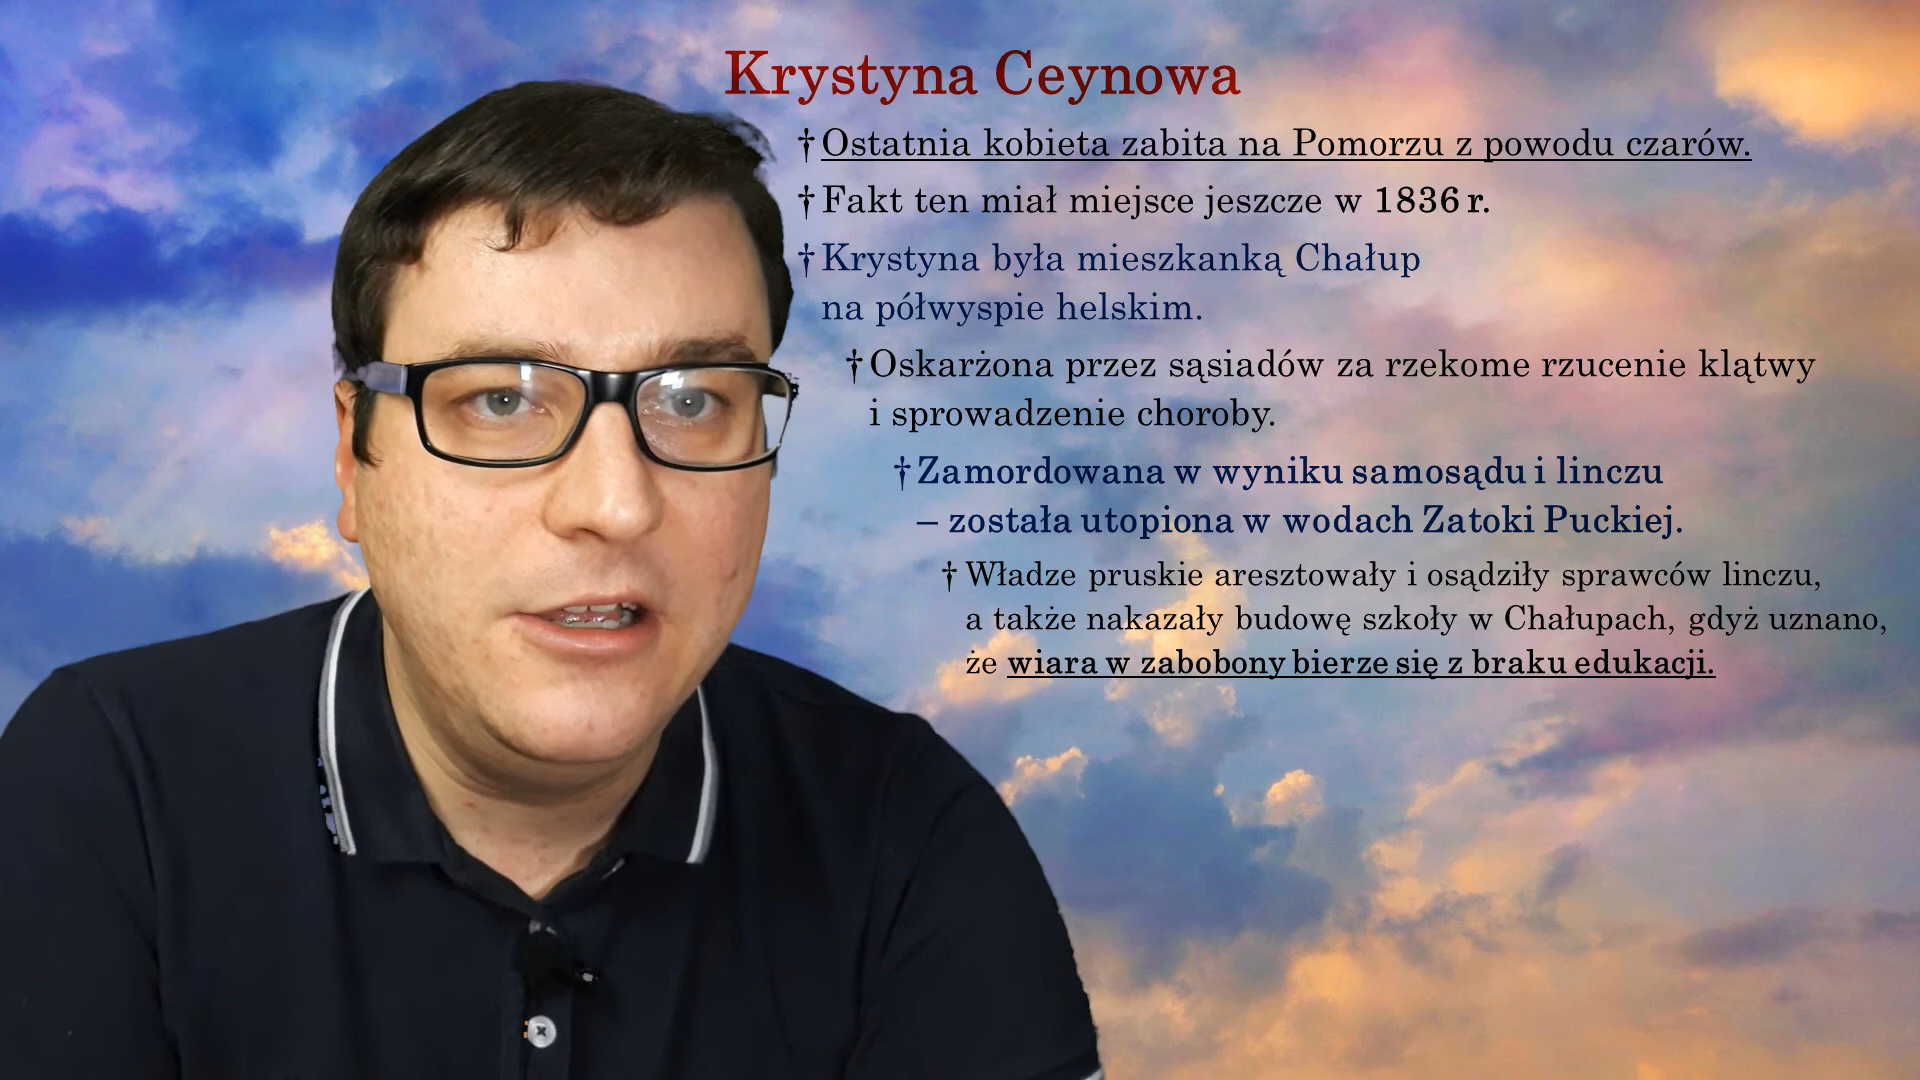 Krystyna Ceynowa
† Ostatnia kobieta zabita na Pomorzu z powodu czarów.
† Fakt ten miał miejsce jeszcze w 1836 r.
† Krystyna była mieszkanką Chałup
na półwyspie helskim.
† Oskarżona przez sąsiadów za rzekome rzucenie klątwy
i sprowadzenie choroby.
† Zamordowana w wyniku samosądu i linczu
– została utopiona w wodach Zatoki Puckiej.
† Władze pruskie aresztowały i osądziły sprawców linczu,
a także nakazały budowę szkoły w Chałupach, gdyż uznano,
że wiara w zabobony bierze się z braku edukacji.